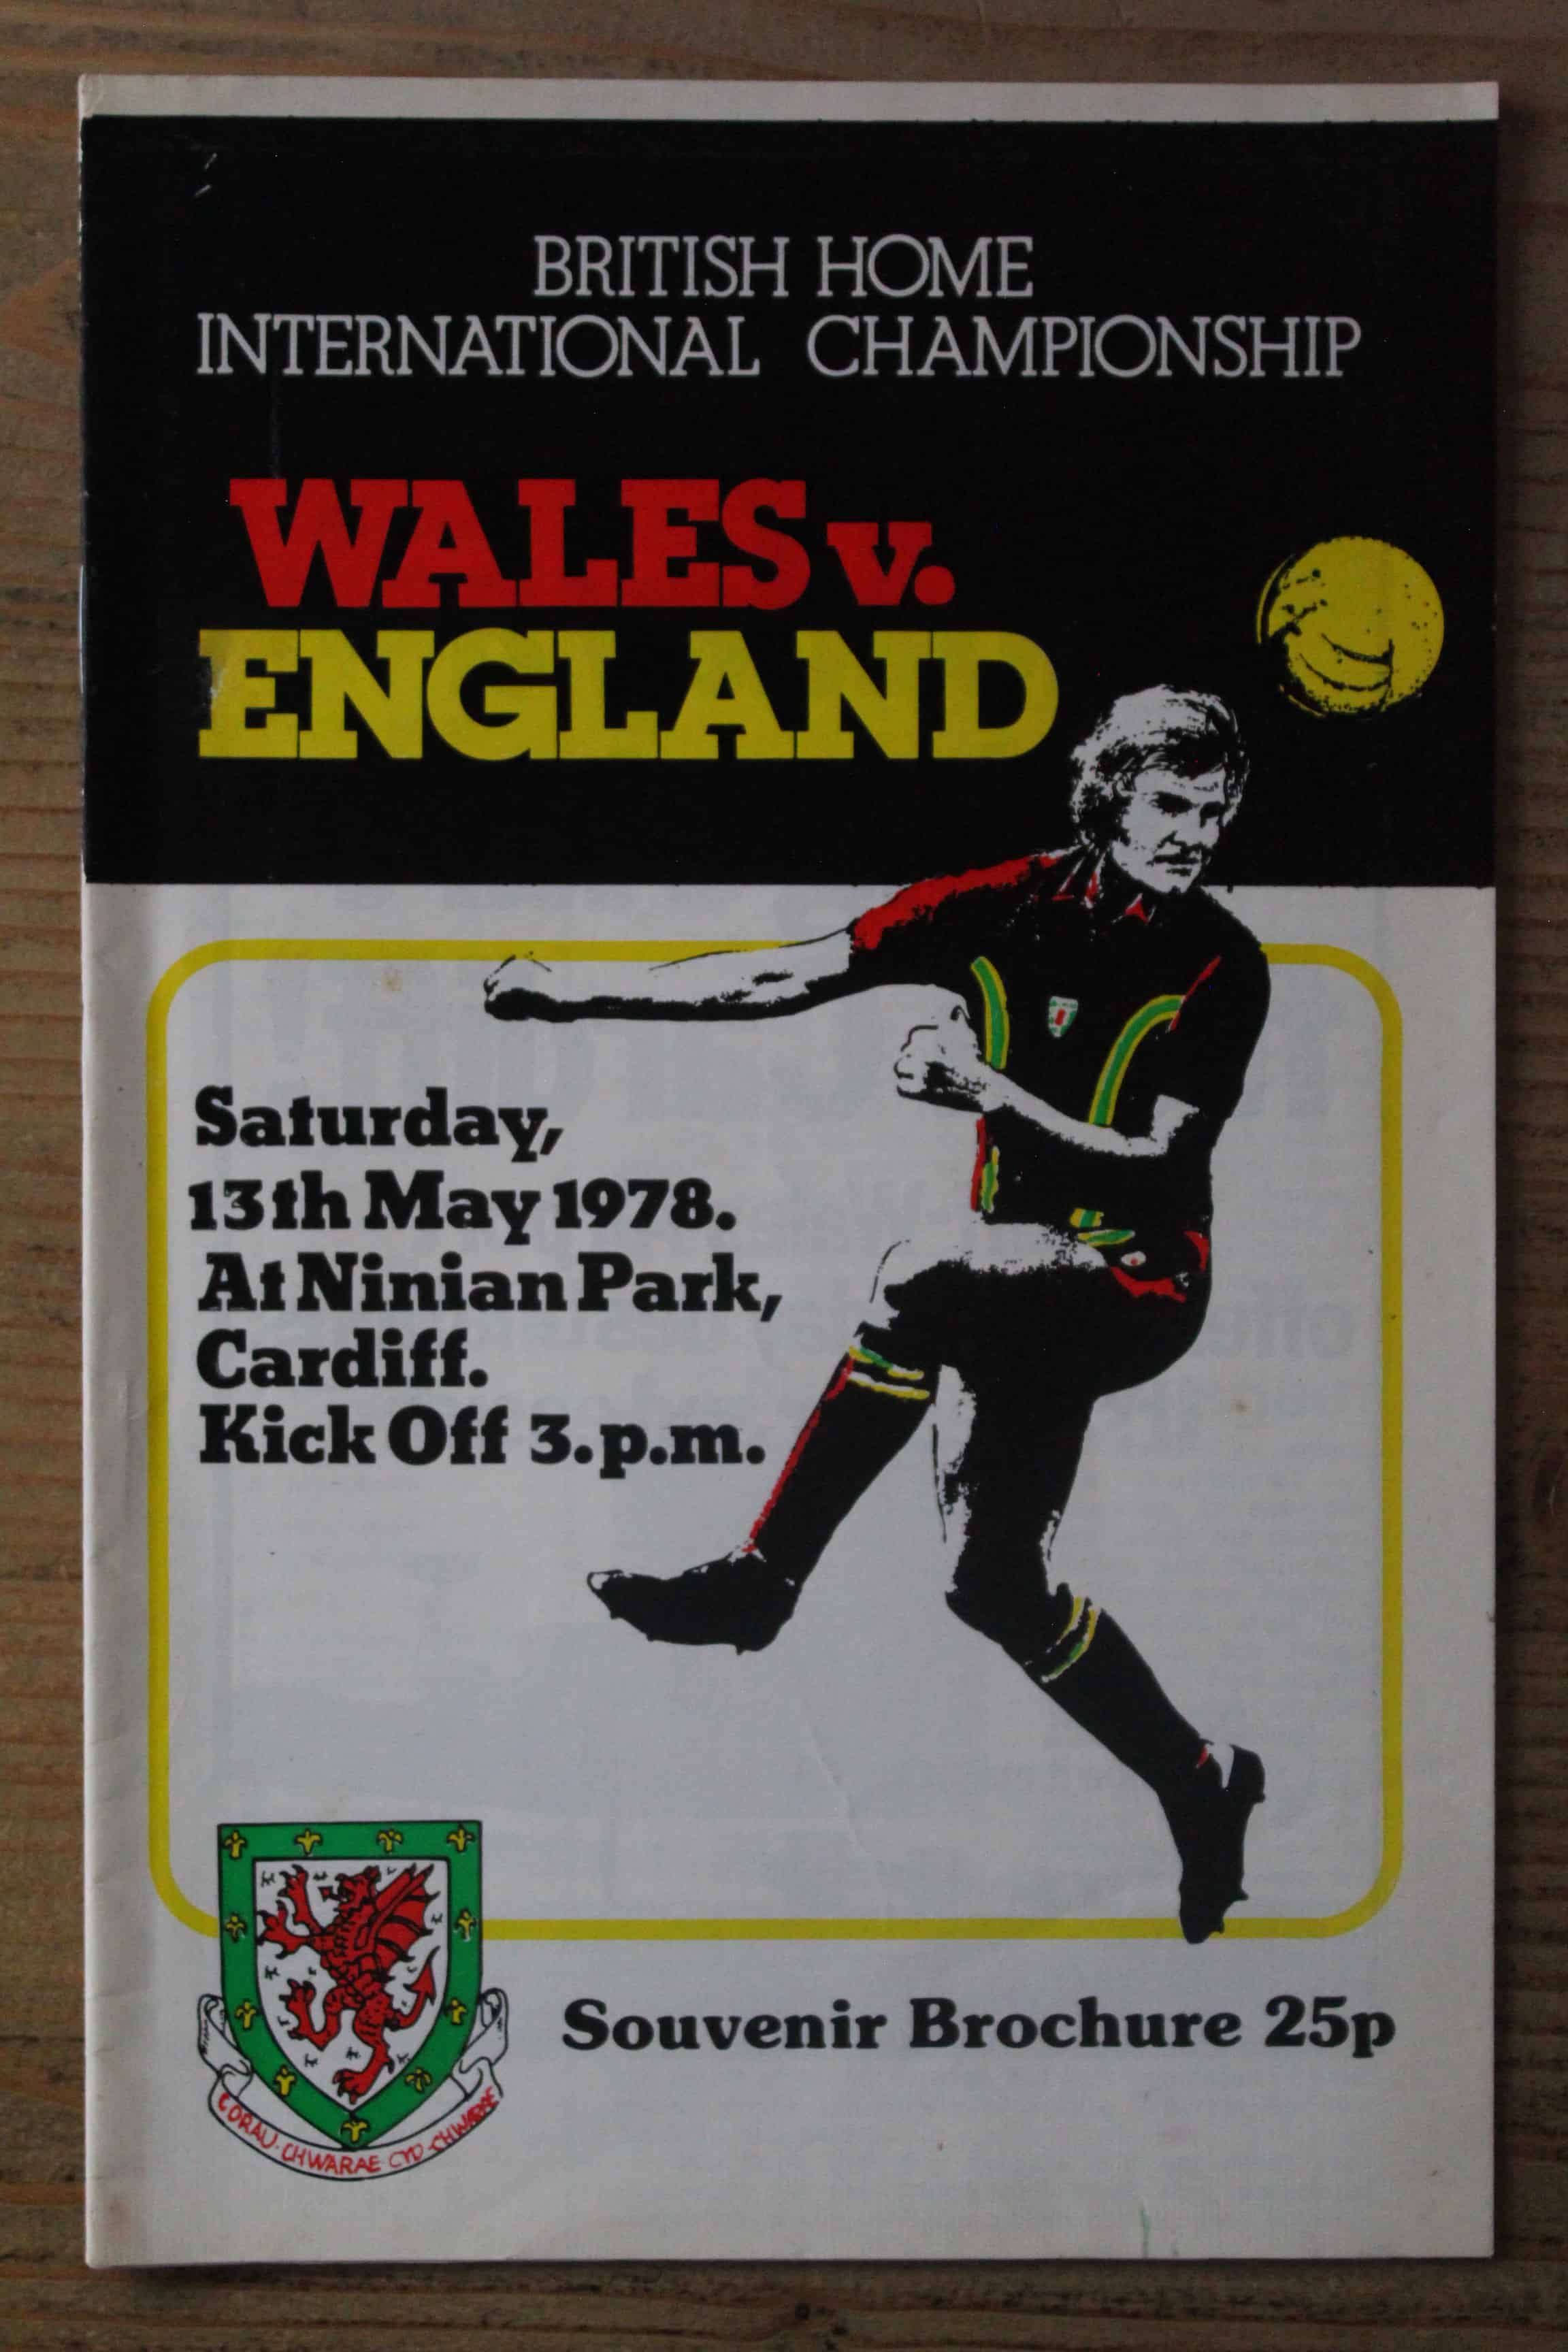 BRITISH HOME
INTERNATIONAL CHAMPIONSHIP
WALES v.
ENGLAND
Saturday,
13th May 1978.
At Ninian Park,
Cardiff.
Kick Off 3.p.m.
Souvenir Brochure 25p
GORAU·CHWARAE CYD·CHWARAE